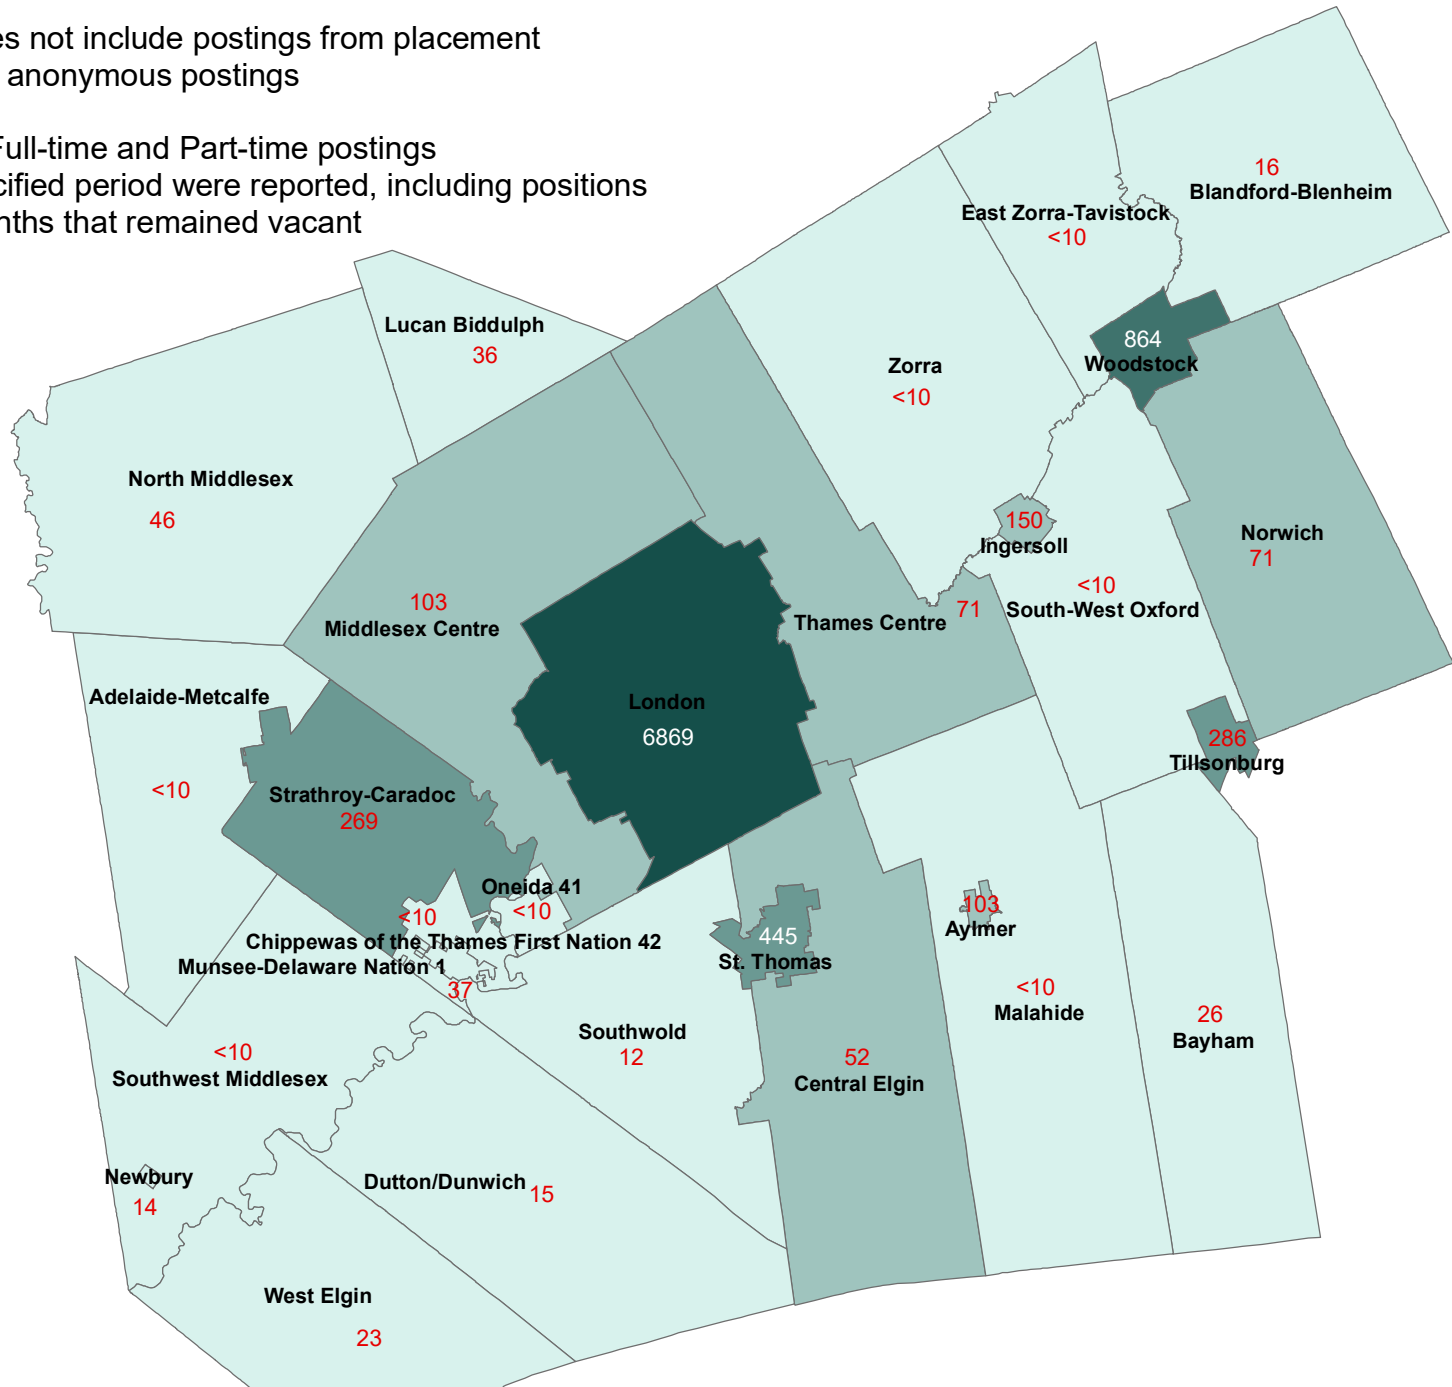 es not include postings from placement
anonymous postings
Full-time and Part-time postings
cified period were reported, including positions
nths that remained vacant
16
Blandford-Blenheim
East Zorra-Tavistock
<10
Lucan Biddulph
36
864
Woodstock
Zorra
<10
North Middlesex
46
150
Ingersoll
Norwich
71
<10
South-West Oxford
103
Middlesex Centre
Thames Centre 71
Adelaide-Metcalfe
<10
London
6869
286
Tillsonburg
Strathroy-Caradoc
269
Oneida 41
<10
<10
Chippewas of the Thames First Nation 42
Munsee-Delaware Nation 1
37
103
Aylmer
445
St. Thomas
<10
Malahide
26
Bayham
Southwold
12
<10
Southwest Middlesex
52
Central Elgin
Newbury
14
Dutton/Dunwich 15
West Elgin
23